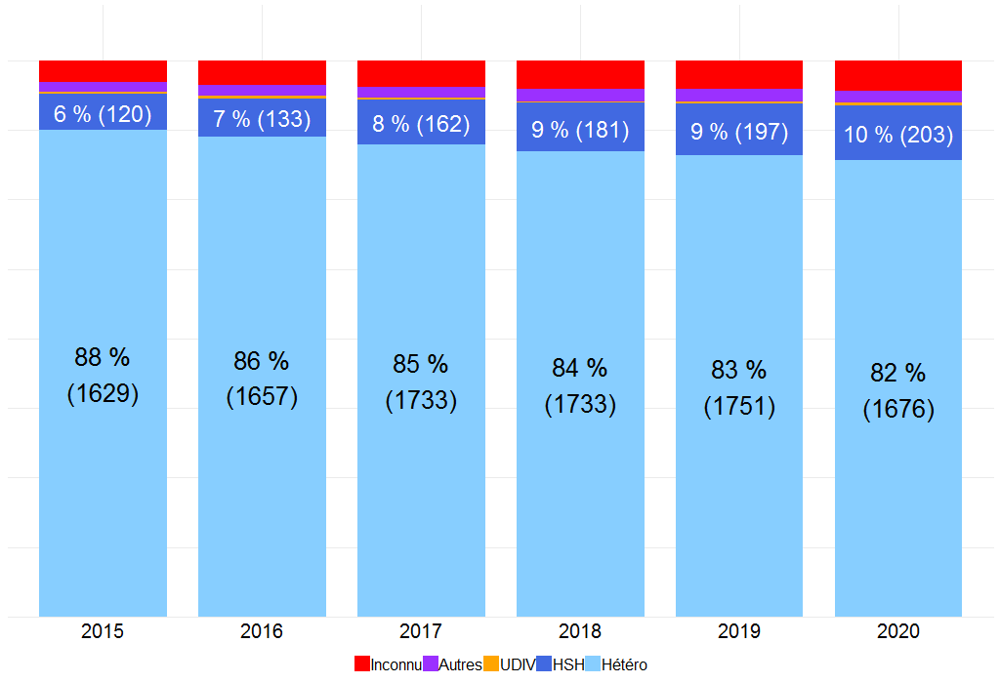 6 % (120)
7 % (133)
8 % (162)
9 % (181)
9 % (197)
10 % (203)
88 %
(1629)
86 %
(1657)
85 %
(1733)
84 %
(1733)
83 %
(1751)
82 %
(1676)
2015 2016 2017 2018 2019 2020
Inconnu Autres UDIV HSH Hétéro